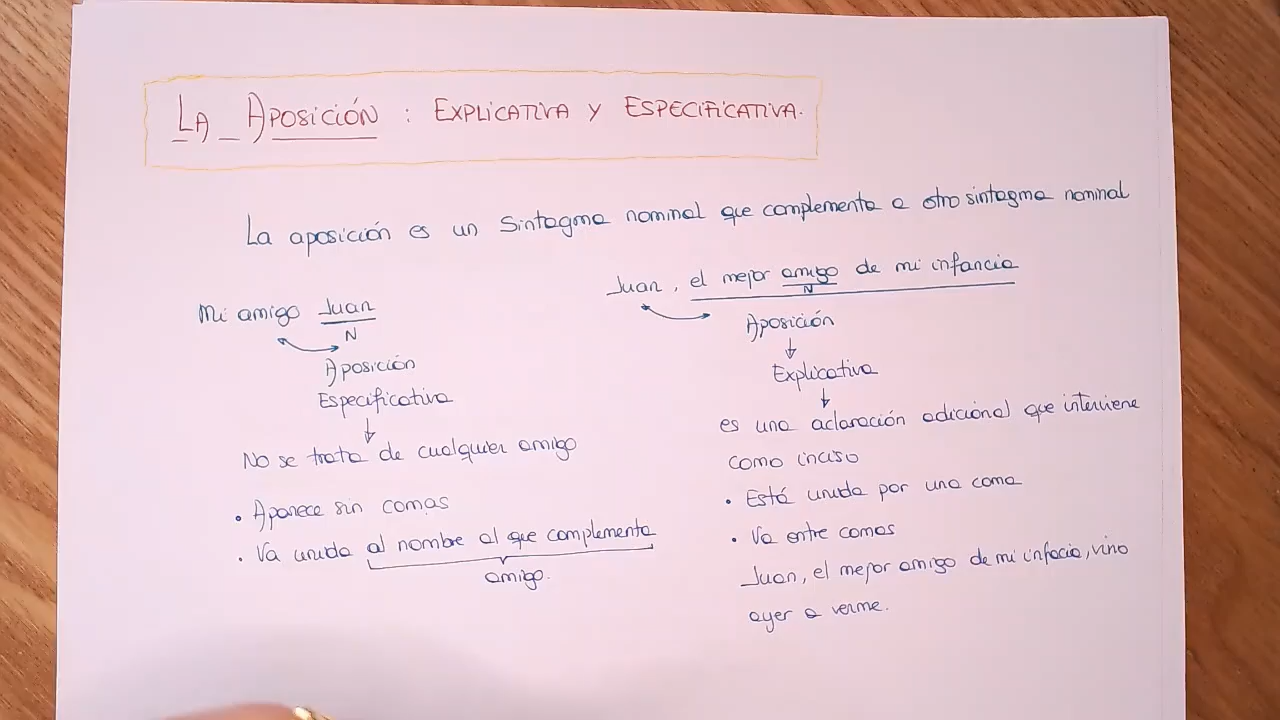 LA APOSICIÓN : EXPLICATIVA Y ESPECIFICATIVA.
La aposición es un sintagma nominal que complementa a otro sintagma nominal
Mi amigo Juan
N
Aposición
Especificativa
No se trata de cualquier amigo
• Aparece sin comas
• Va unida al nombre al que complementa
amigo.
Juan, el mejor amigo de mi infancia
N
Aposición
Explicativa
es una aclaración adicional que interviene
como inciso
• Está unida por una coma
• Va entre comas
Juan, el mejor amigo de mi infacia, vino
ayer a verme.